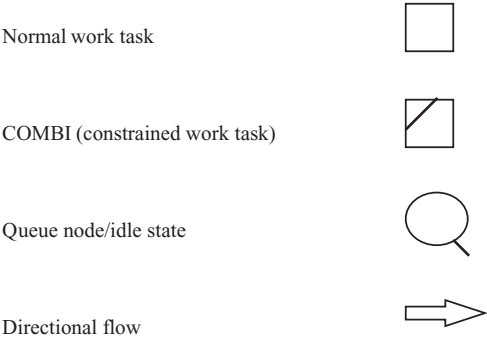 Normal work task
COMBI (constrained work task)
Queue node/idle state
Directional flow